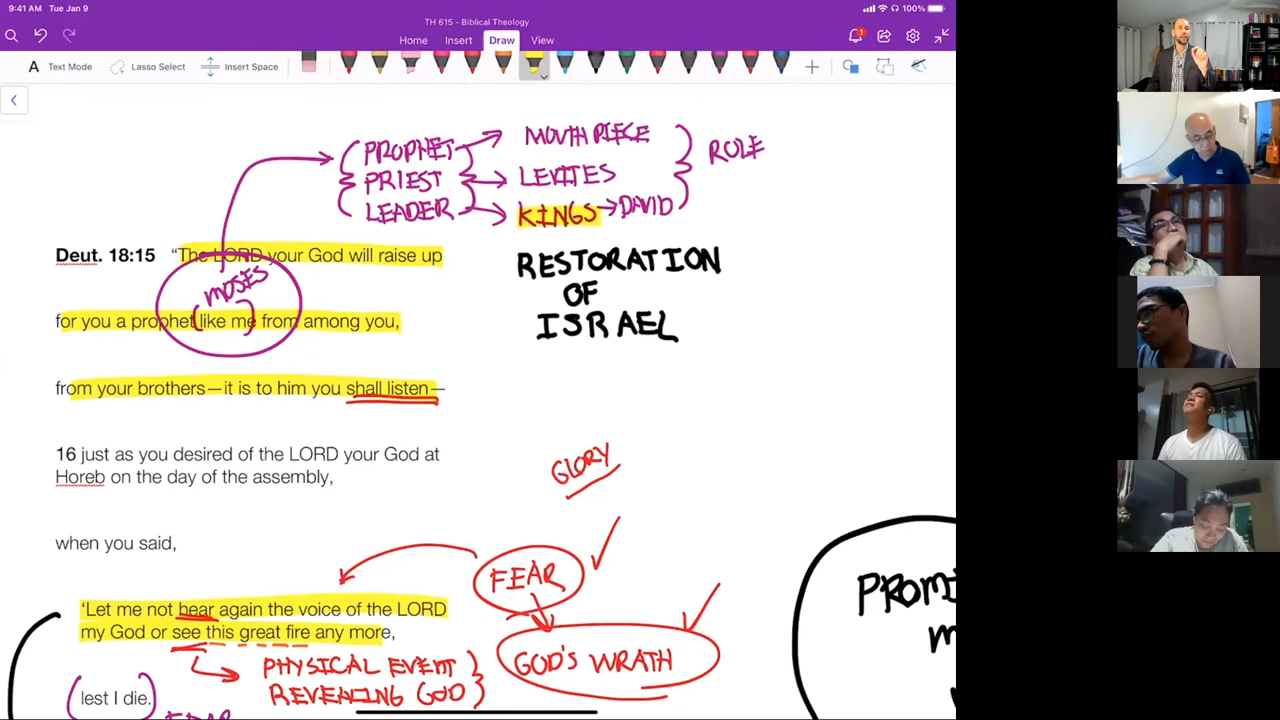 9:41 AM Tue Jan 9
100%
TH 615 - Biblical Theology
Home Insert Draw View
1
A Text Mode Lasso Select Insert Space
PROPHET MOUTHPIECE
PRIEST LEVITES ROLE
LEADER KINGS → DAVID
Deut. 18:15 “The LORD your God will raise up
MOSES
for you a prophet (like me) from among you,
RESTORATION
OF
ISRAEL
from your brothers—it is to him you shall listen—
16 just as you desired of the LORD your God at
Horeb on the day of the assembly,
GLORY
when you said,
FEAR
‘Let me not hear again the voice of the LORD
my God or see this great fire any more,
GOD'S WRATH
PHYSICAL EVENT
REVEALING GOD
(lest I die.)
FEAR